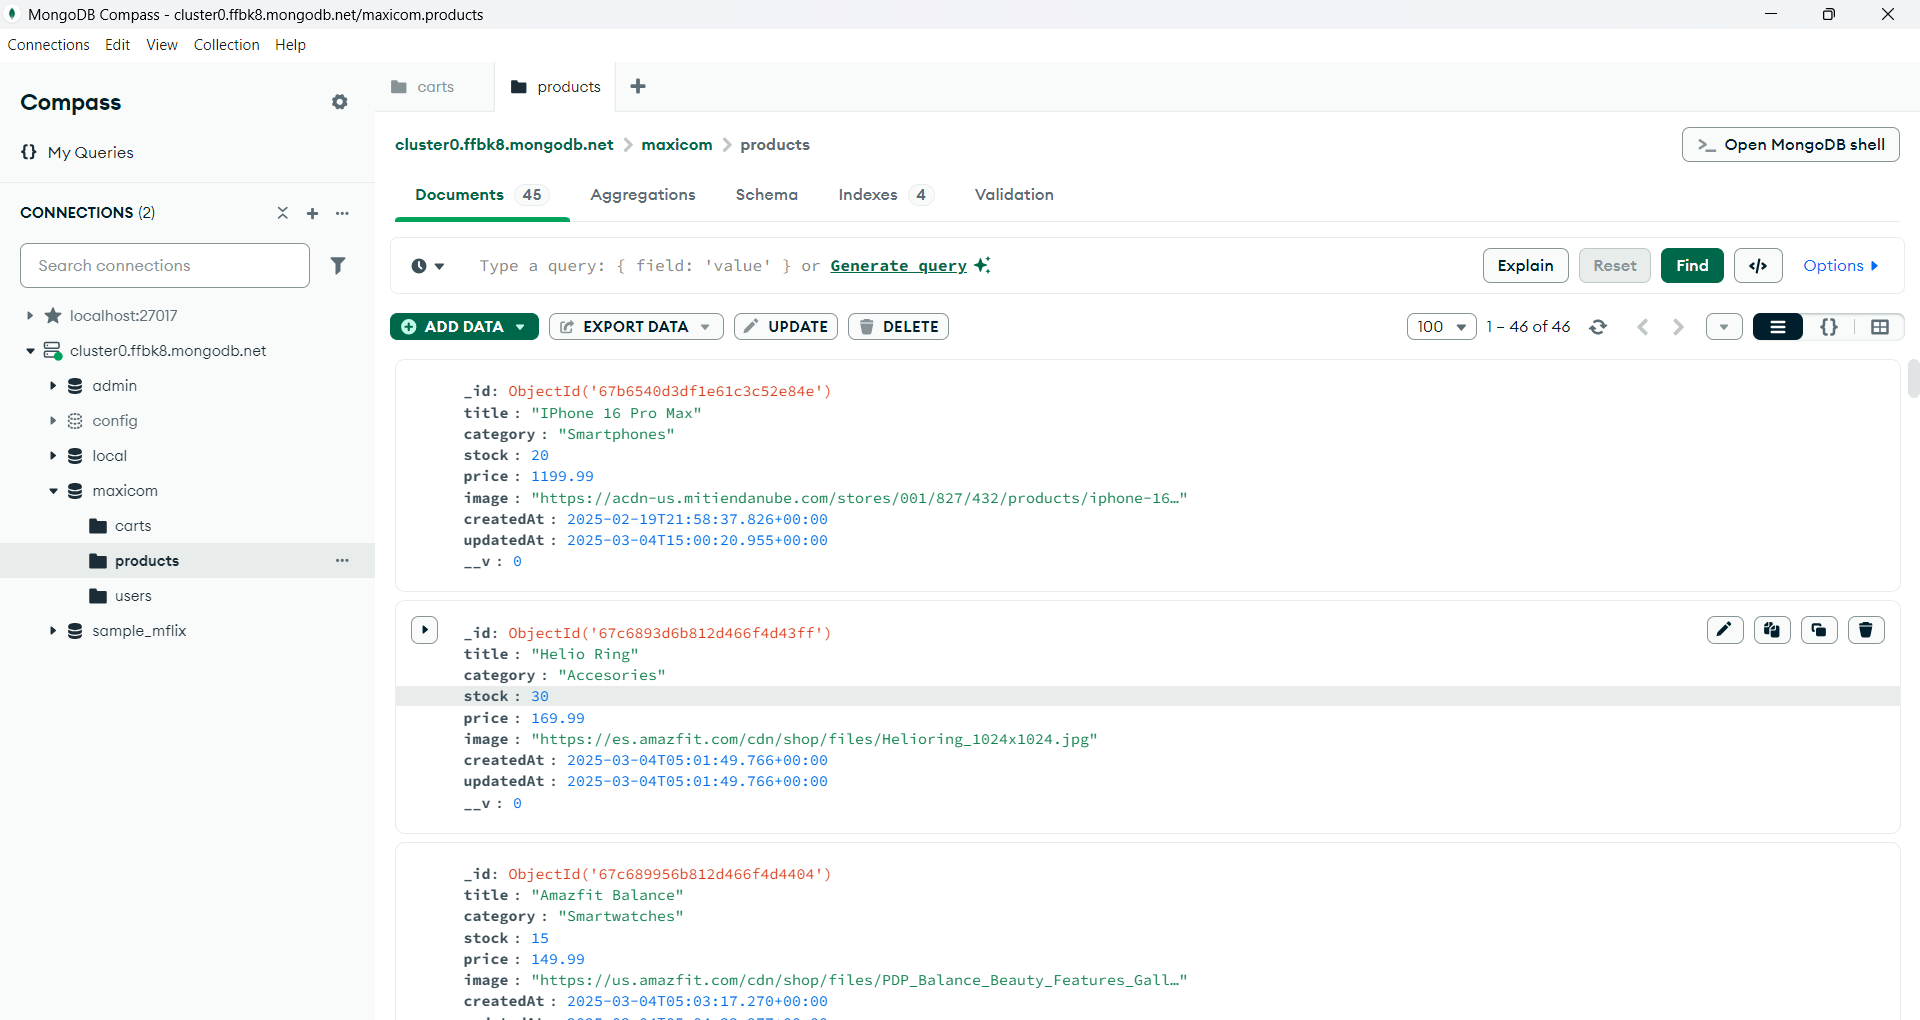 MongoDB Compass - cluster0.ffbk8.mongodb.net/maxicom.products
Connections Edit View Collection Help
Compass
{} My Queries
CONNECTIONS (2)
Search connections
localhost:27017
cluster0.ffbk8.mongodb.net
admin
config
local
maxicom
carts
products
users
sample_mflix
carts
products
cluster0.ffbk8.mongodb.net > maxicom > products
>_ Open MongoDB shell
Documents 45 Aggregations Schema Indexes 4 Validation
Type a query: { field: 'value' } or Generate query
Explain Reset Find </> Options
ADD DATA EXPORT DATA UPDATE DELETE
100 1 – 46 of 46 {}
_id: ObjectId('67b6540d3df1e61c3c52e84e')
title : "IPhone 16 Pro Max"
category : "Smartphones"
stock : 20
price : 1199.99
image : "https://acdn-us.mitiendanube.com/stores/001/827/432/products/iphone-16…"
createdAt : 2025-02-19T21:58:37.826+00:00
updatedAt : 2025-03-04T15:00:20.955+00:00
__v : 0
_id: ObjectId('67c6893d6b812d466f4d43ff')
title : "Helio Ring"
category : "Accesories"
stock : 30
price : 169.99
image : "https://es.amazfit.com/cdn/shop/files/Helioring_1024x1024.jpg"
createdAt : 2025-03-04T05:01:49.766+00:00
updatedAt : 2025-03-04T05:01:49.766+00:00
__v : 0
_id: ObjectId('67c689956b812d466f4d4404')
title : "Amazfit Balance"
category : "Smartwatches"
stock : 15
price : 149.99
image : "https://us.amazfit.com/cdn/shop/files/PDP_Balance_Beauty_Features_Gall…"
createdAt : 2025-03-04T05:03:17.270+00:00